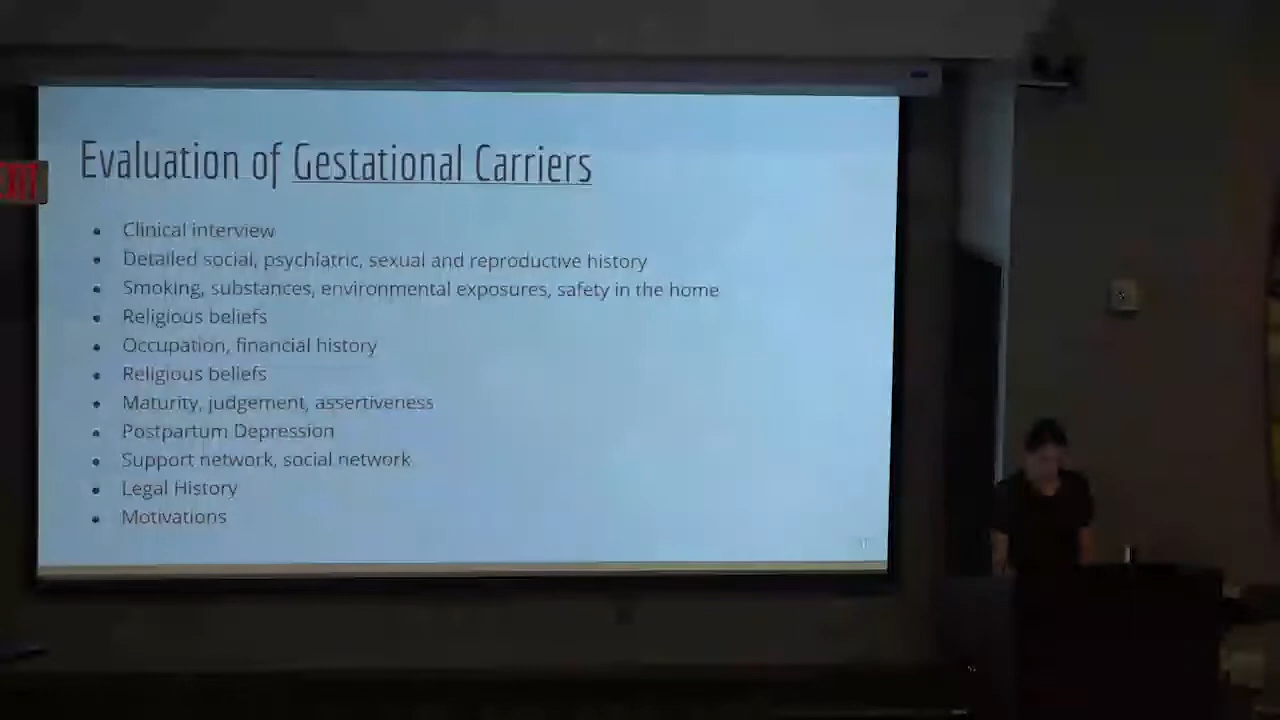 Evaluation of Gestational Carriers
• Clinical interview
• Detailed social, psychiatric, sexual and reproductive history
• Smoking, substances, environmental exposures, safety in the home
• Religious beliefs
• Occupation, financial history
• Religious beliefs
• Maturity, judgement, assertiveness
• Postpartum Depression
• Support network, social network
• Legal History
• Motivations